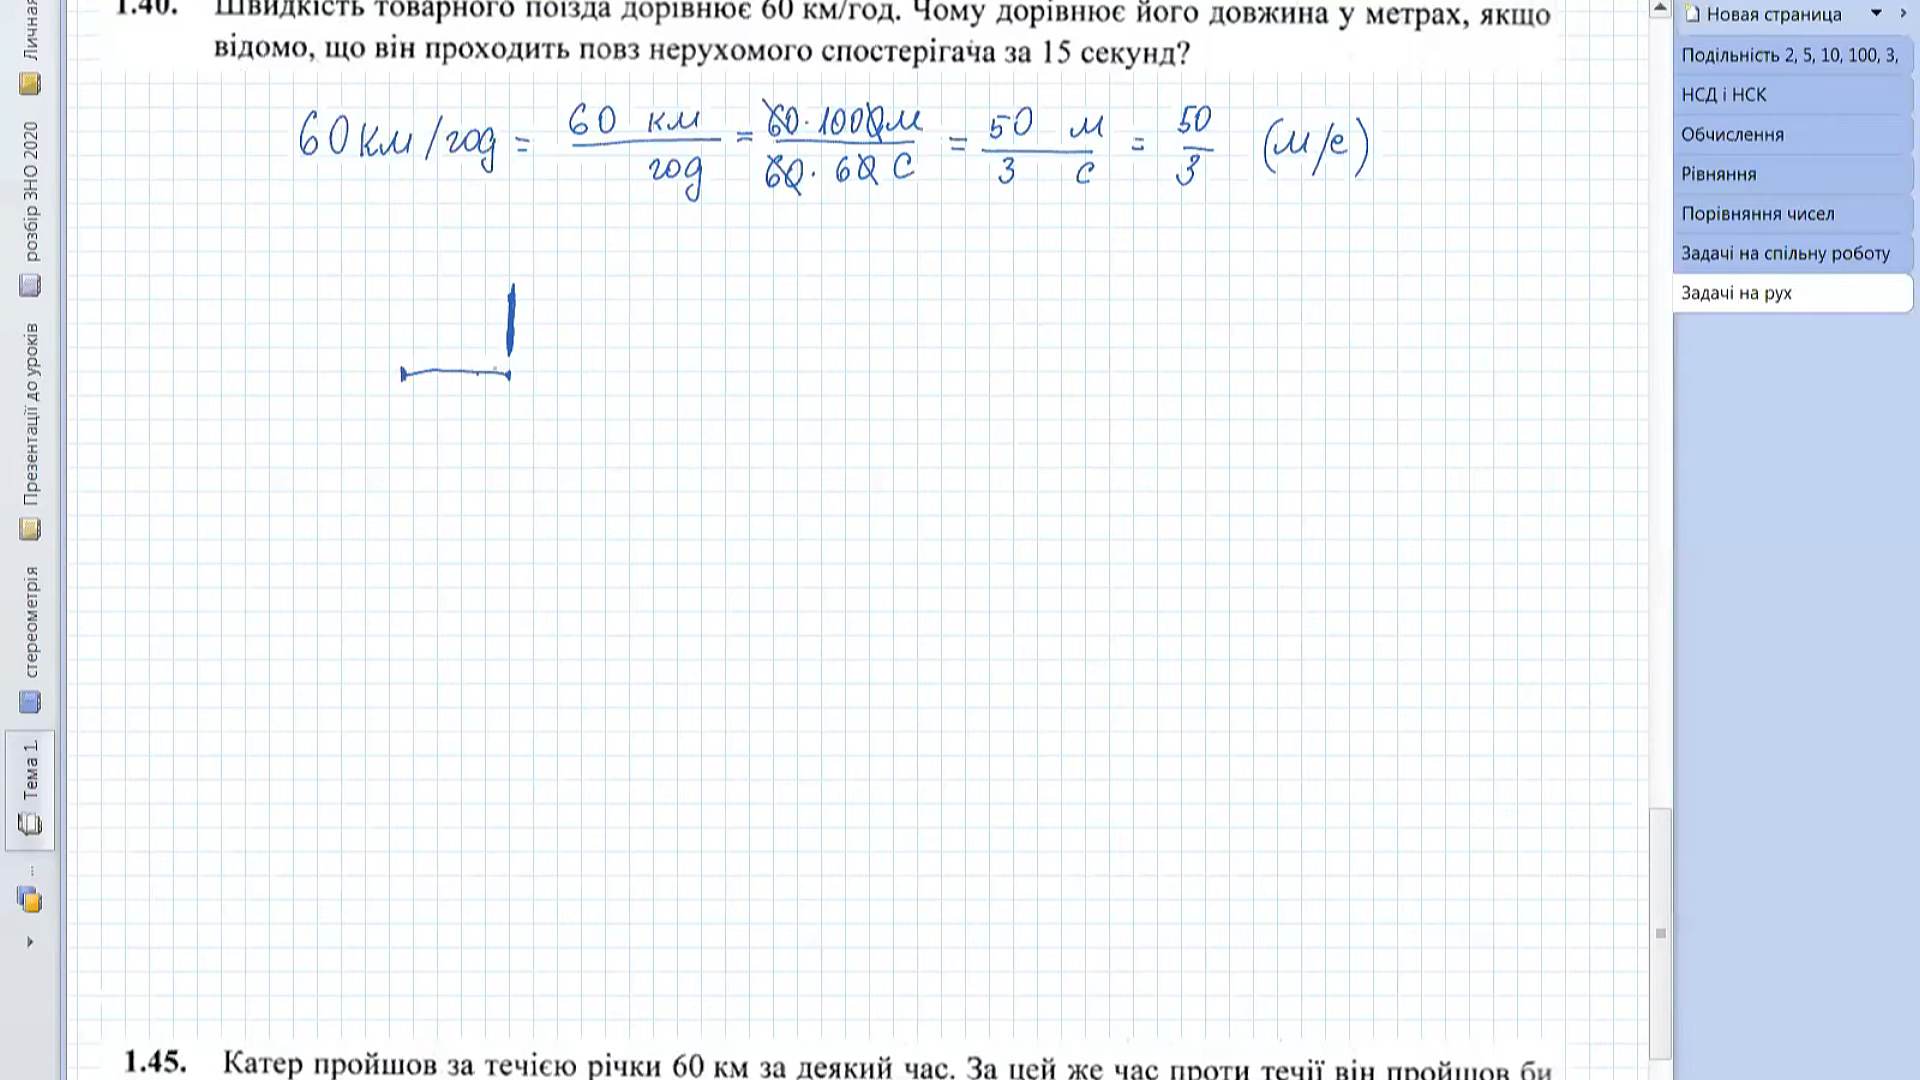 1.40. Швидкість товарного поїзда дорівнює 60 км/год. Чому дорівнює його довжина у метрах, якщо
відомо, що він проходить повз нерухомого спостерігача за 15 секунд?
60 км/год = 60 км / год = 60 · 1000 м / 60 · 60 с = 50 м / 3 с = 50 / 3 (м/с)
1.45. Катер пройшов за течією річки 60 км за деякий час. За цей же час проти течії він пройшов би
Новая страница
Подільність 2, 5, 10, 100, 3,
НСД і НСК
Обчислення
Рівняння
Порівняння чисел
Задачі на спільну роботу
Задачі на рух
Личная
розбір ЗНО 2020
Презентації до уроків
стереометрія
Тема 1.
...